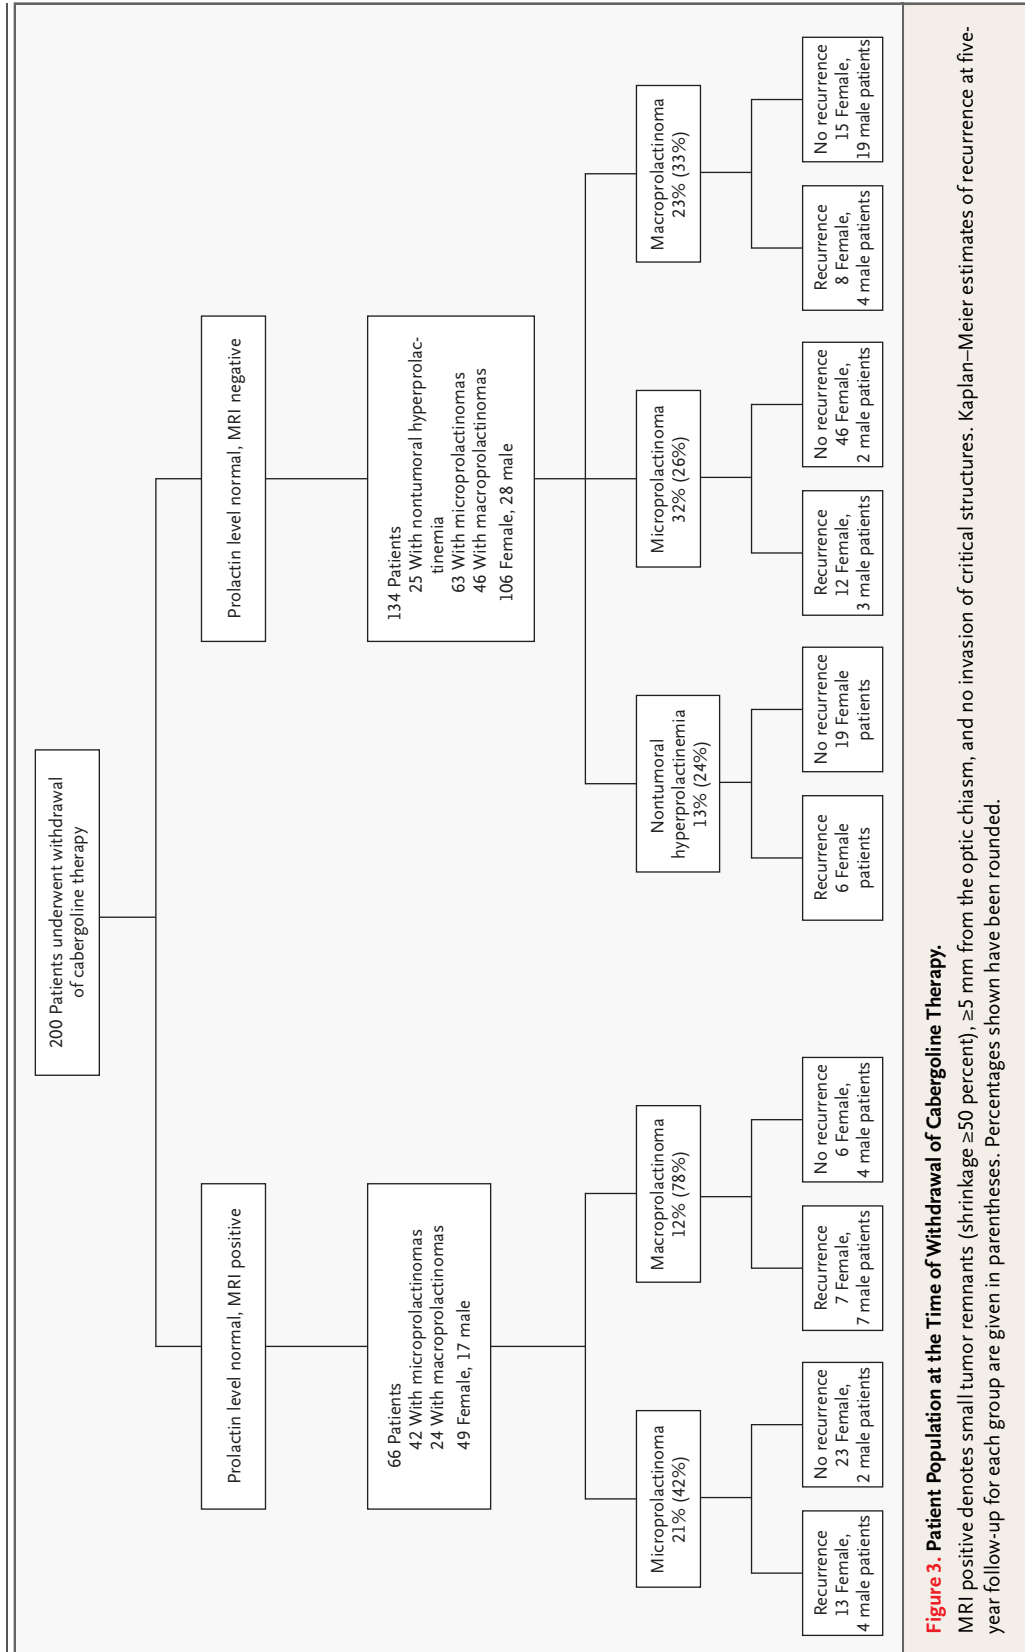 200 Patients underwent withdrawal
of cabergoline therapy
Prolactin level normal, MRI positive
Prolactin level normal, MRI negative
66 Patients
42 With microprolactinomas
24 With macroprolactinomas
49 Female, 17 male
134 Patients
25 With nontumoral hyperprolac-
tinemia
63 With microprolactinomas
46 With macroprolactinomas
106 Female, 28 male
Microprolactinoma
21% (42%)
Macroprolactinoma
12% (78%)
Nontumoral
hyperprolactinemia
13% (24%)
Microprolactinoma
32% (26%)
Macroprolactinoma
23% (33%)
Recurrence
13 Female,
4 male patients
No recurrence
23 Female,
2 male patients
Recurrence
7 Female,
7 male patients
No recurrence
6 Female,
4 male patients
Recurrence
6 Female
patients
No recurrence
19 Female
patients
Recurrence
12 Female,
3 male patients
No recurrence
46 Female,
2 male patients
Recurrence
8 Female,
4 male patients
No recurrence
15 Female,
19 male patients
Figure 3. Patient Population at the Time of Withdrawal of Cabergoline Therapy.
MRI positive denotes small tumor remnants (shrinkage ≥50 percent), ≥5 mm from the optic chiasm, and no invasion of critical structures. Kaplan–Meier estimates of recurrence at five-
year follow-up for each group are given in parentheses. Percentages shown have been rounded.